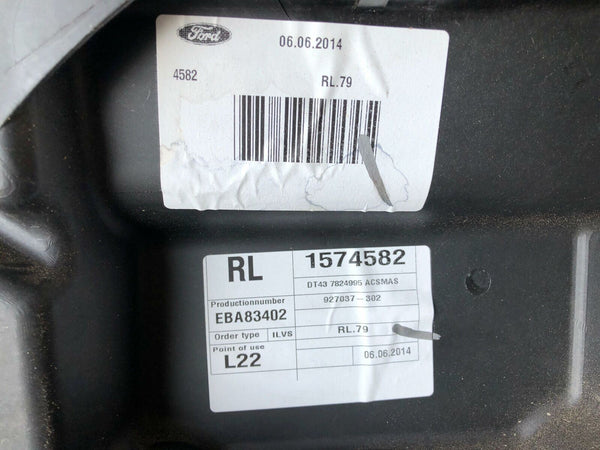 Ford 06.06.2014
4582 RL.79
RL 1574582
DT43 7824995 ACSMAS
Productionnumber 927037-302
EBA83402
Order type ILVS RL.79
Point of use
L22 06.06.2014